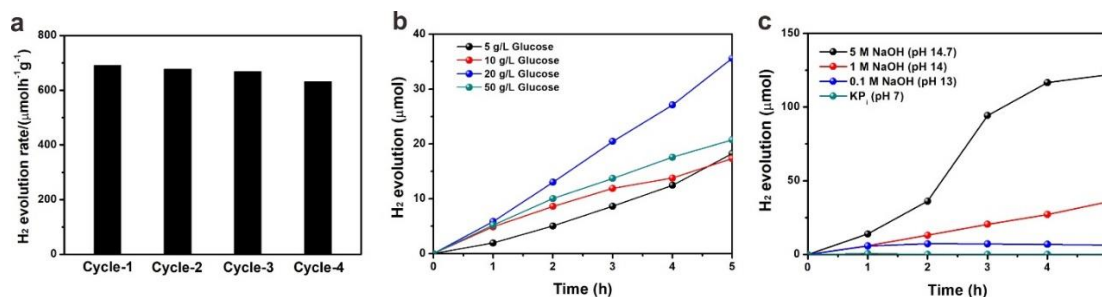 a
H₂ evolution rate/(μmolh⁻¹g⁻¹)
800
600
400
200
0
Cycle-1 Cycle-2 Cycle-3 Cycle-4
b
H₂ evolution (μmol)
40
30
20
10
0
5 g/L Glucose
10 g/L Glucose
20 g/L Glucose
50 g/L Glucose
0 1 2 3 4 5
Time (h)
c
H₂ evolution (μmol)
150
100
50
0
5 M NaOH (pH 14.7)
1 M NaOH (pH 14)
0.1 M NaOH (pH 13)
KPᵢ (pH 7)
0 1 2 3 4
Time (h)